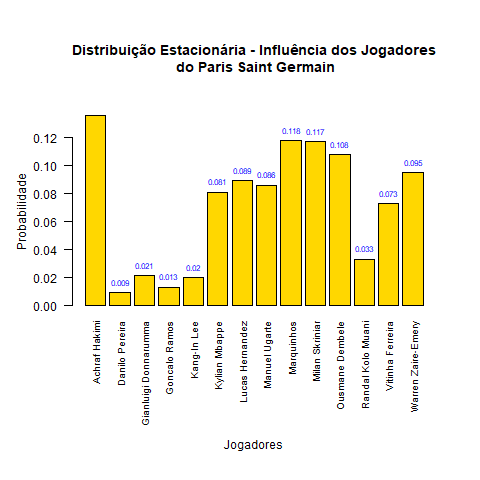 Distribuição Estacionária - Influência dos Jogadores
do Paris Saint Germain
Probabilidade
0.12
0.10
0.08
0.06
0.04
0.02
0.00
0.009
0.021
0.013
0.02
0.081
0.089
0.086
0.118
0.117
0.108
0.033
0.073
0.095
Achraf Hakimi
Danilo Pereira
Gianluigi Donnarumma
Goncalo Ramos
Kang-In Lee
Kylian Mbappe
Lucas Hernandez
Manuel Ugarte
Marquinhos
Milan Skriniar
Ousmane Dembele
Randal Kolo Muani
Vitinha Ferreira
Warren Zaire-Emery
Jogadores